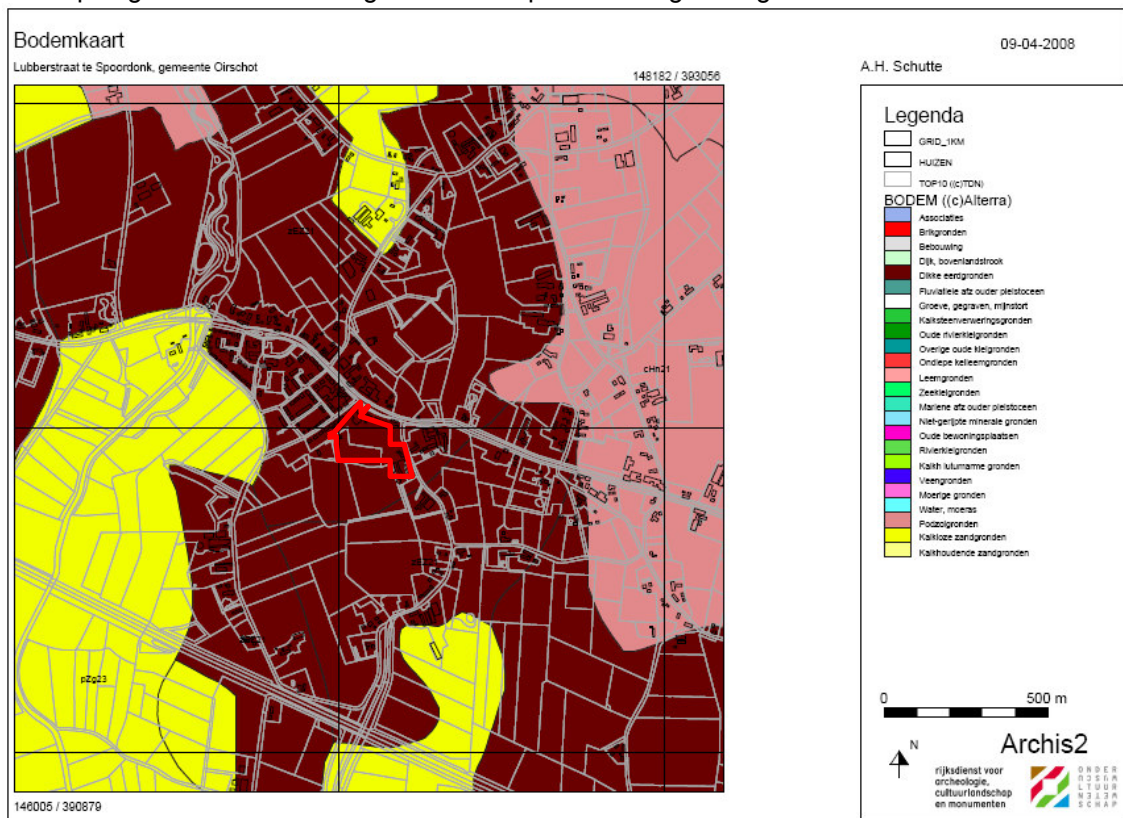 Bodemkaart
09-04-2008
Lubberstraat te Spoordonk, gemeente Oirschot
A.H. Schutte
148182 / 393056
Legenda
GRID_1KM
HUIZEN
TOP10 ((c)TDN)
BODEM ((c)Alterra)
Associaties
Brikgronden
Bebouwing
Dijk, bovenlandstrook
Dikke eerdgronden
Fluviatiele afz ouder pleistoceen
Groeve, gegraven, mijnstort
Kalksteenverweringsgronden
Oude rivierkleigronden
Overige oude kleigronden
Ondiepe keileemgronden
Leemgronden
Zeekleigronden
Mariene afz ouder pleistoceen
Niet-gerijpte minerale gronden
Oude bewoningsplaatsen
Rivierkleigronden
Kalkh lutumarme gronden
Veengronden
Moerige gronden
Water, moeras
Podzolgronden
Kalkloze zandgronden
Kalkhoudende zandgronden
cHn21
pZg23
0 500 m
N
Archis2
rijksdienst voor
archeologie,
cultuurlandschap
en monumenten
146005 / 390879